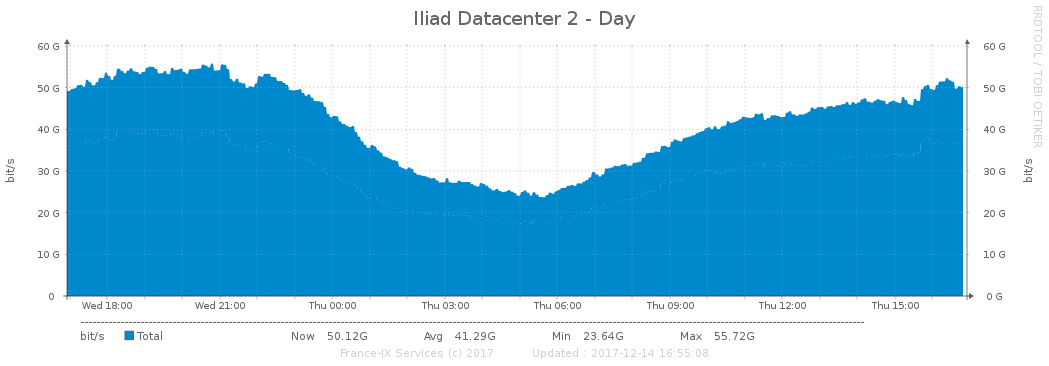 Iliad Datacenter 2 - Day
RRDTOOL / TOBI OETIKER
60 G 60 G
50 G 50 G
40 G 40 G
30 G 30 G
20 G 20 G
10 G 10 G
0 0 G
bit/s bit/s
Wed 18:00 Wed 21:00 Thu 00:00 Thu 03:00 Thu 06:00 Thu 09:00 Thu 12:00 Thu 15:00
bit/s Total Now 50.12G Avg 41.29G Min 23.64G Max 55.72G
France-IX Services (c) 2017 Updated : 2017-12-14 16:55:08